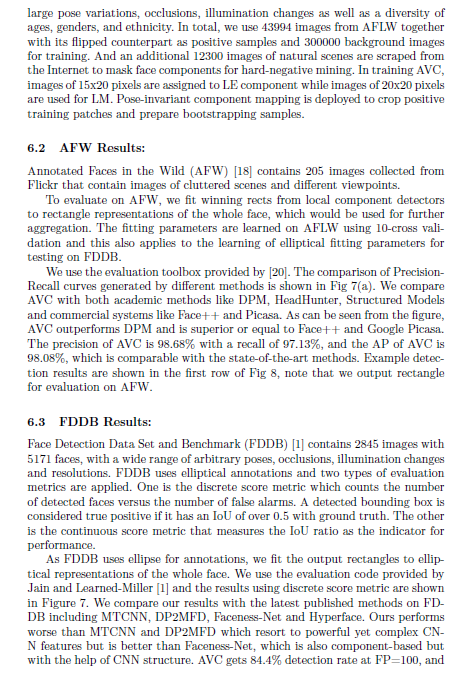 large pose variations, occlusions, illumination changes as well as a diversity of
ages, genders, and ethnicity. In total, we use 43994 images from AFLW together
with its flipped counterpart as positive samples and 300000 background images
for training. And an additional 12300 images of natural scenes are scraped from
the Internet to mask face components for hard-negative mining. In training AVC,
images of 15x20 pixels are assigned to LE component while images of 20x20 pixels
are used for LM. Pose-invariant component mapping is deployed to crop positive
training patches and prepare bootstrapping samples.
6.2 AFW Results:
Annotated Faces in the Wild (AFW) [18] contains 205 images collected from
Flickr that contain images of cluttered scenes and different viewpoints.
To evaluate on AFW, we fit winning rects from local component detectors
to rectangle representations of the whole face, which would be used for further
aggregation. The fitting parameters are learned on AFLW using 10-cross vali-
dation and this also applies to the learning of elliptical fitting parameters for
testing on FDDB.
We use the evaluation toolbox provided by [20]. The comparison of Precision-
Recall curves generated by different methods is shown in Fig 7(a). We compare
AVC with both academic methods like DPM, HeadHunter, Structured Models
and commercial systems like Face++ and Picasa. As can be seen from the figure,
AVC outperforms DPM and is superior or equal to Face++ and Google Picasa.
The precision of AVC is 98.68% with a recall of 97.13%, and the AP of AVC is
98.08%, which is comparable with the state-of-the-art methods. Example detec-
tion results are shown in the first row of Fig 8, note that we output rectangle
for evaluation on AFW.
6.3 FDDB Results:
Face Detection Data Set and Benchmark (FDDB) [1] contains 2845 images with
5171 faces, with a wide range of arbitrary poses, occlusions, illumination changes
and resolutions. FDDB uses elliptical annotations and two types of evaluation
metrics are applied. One is the discrete score metric which counts the number
of detected faces versus the number of false alarms. A detected bounding box is
considered true positive if it has an IoU of over 0.5 with ground truth. The other
is the continuous score metric that measures the IoU ratio as the indicator for
performance.
As FDDB uses ellipse for annotations, we fit the output rectangles to ellip-
tical representations of the whole face. We use the evaluation code provided by
Jain and Learned-Miller [1] and the results using discrete score metric are shown
in Figure 7. We compare our results with the latest published methods on FD-
DB including MTCNN, DP2MFD, Faceness-Net and Hyperface. Ours performs
worse than MTCNN and DP2MFD which resort to powerful yet complex CN-
N features but is better than Faceness-Net, which is also component-based but
with the help of CNN structure. AVC gets 84.4% detection rate at FP=100, and